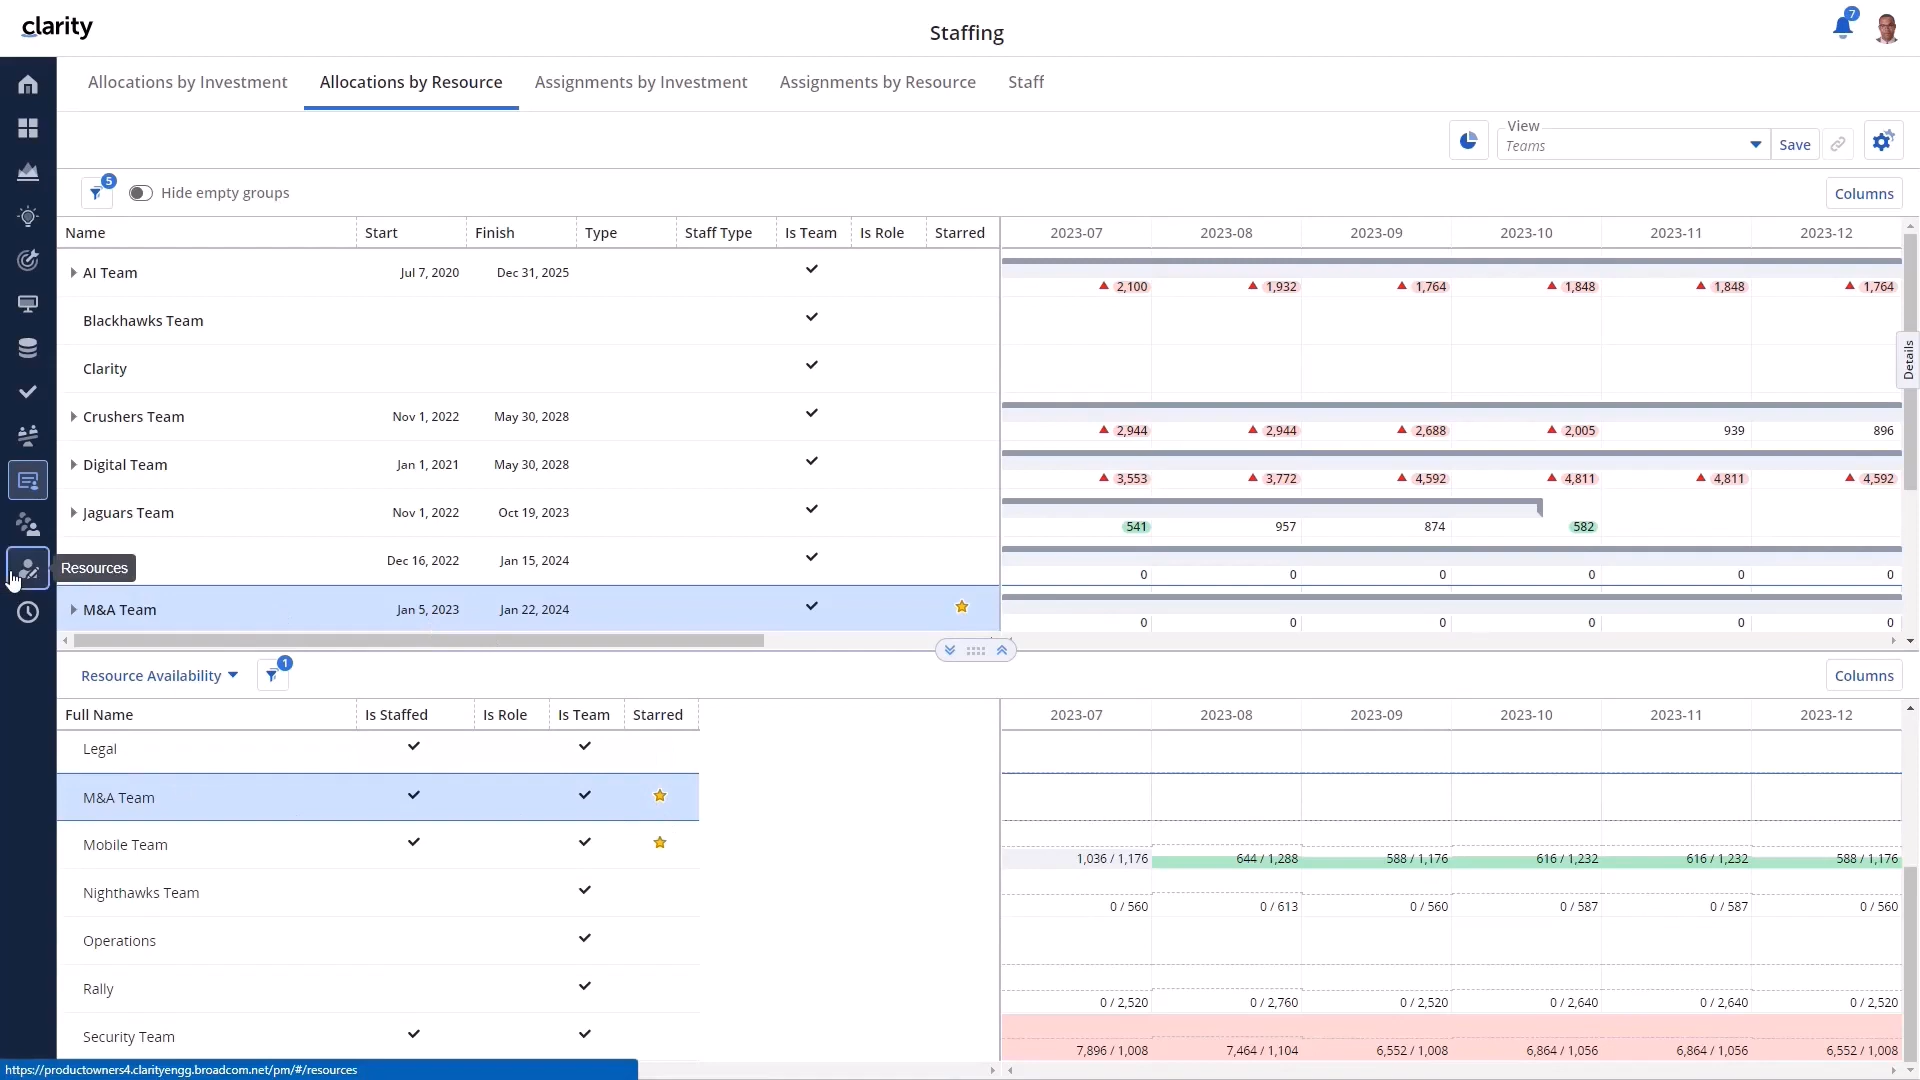 clarity
Staffing
7
Allocations by Investment Allocations by Resource Assignments by Investment Assignments by Resource Staff
View
Teams
Save
5
Hide empty groups
Columns
Name Start Finish Type Staff Type Is Team Is Role Starred 2023-07 2023-08 2023-09 2023-10 2023-11 2023-12
AI Team Jul 7, 2020 Dec 31, 2025 2,100 1,932 1,764 1,848 1,848 1,764
Blackhawks Team
Clarity
Details
Crushers Team Nov 1, 2022 May 30, 2028 2,944 2,944 2,688 2,005 939 896
Digital Team Jan 1, 2021 May 30, 2028 3,553 3,772 4,592 4,811 4,811 4,592
Jaguars Team Nov 1, 2022 Oct 19, 2023 541 957 874 582
Resources
Dec 16, 2022 Jan 15, 2024 0 0 0 0 0 0
M&A Team Jan 5, 2023 Jan 22, 2024 0 0 0 0 0 0
Resource Availability
1
Columns
Full Name Is Staffed Is Role Is Team Starred 2023-07 2023-08 2023-09 2023-10 2023-11 2023-12
Legal
M&A Team
Mobile Team 1,036 / 1,176 644 / 1,288 588 / 1,176 616 / 1,232 616 / 1,232 588 / 1,176
Nighthawks Team 0 / 560 0 / 613 0 / 560 0 / 587 0 / 587 0 / 560
Operations
Rally 0 / 2,520 0 / 2,760 0 / 2,520 0 / 2,640 0 / 2,640 0 / 2,520
Security Team 7,896 / 1,008 7,464 / 1,104 6,552 / 1,008 6,864 / 1,056 6,864 / 1,056 6,552 / 1,008
https://productowners4.clarityengg.broadcom.net/pm/#/resources